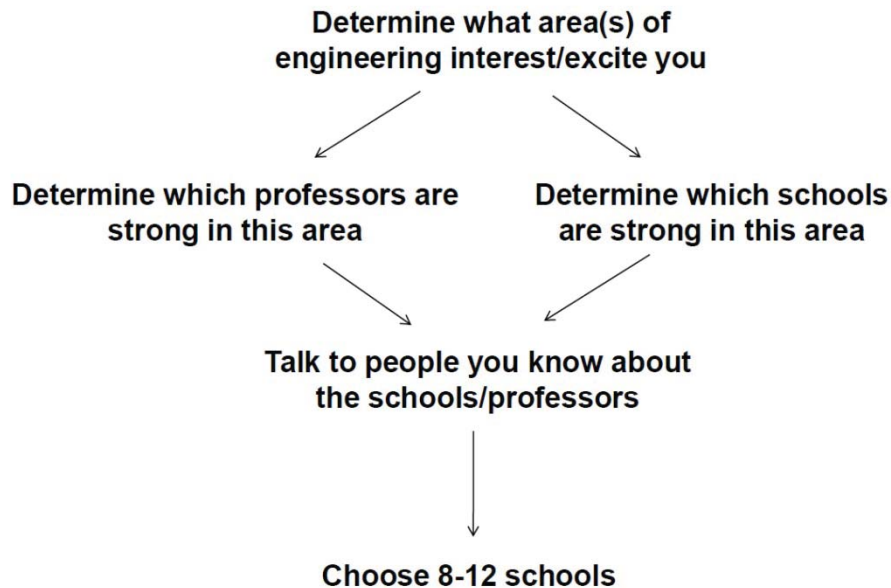 Determine what area(s) of
engineering interest/excite you
Determine which professors are
strong in this area
Determine which schools
are strong in this area
Talk to people you know about
the schools/professors
Choose 8-12 schools